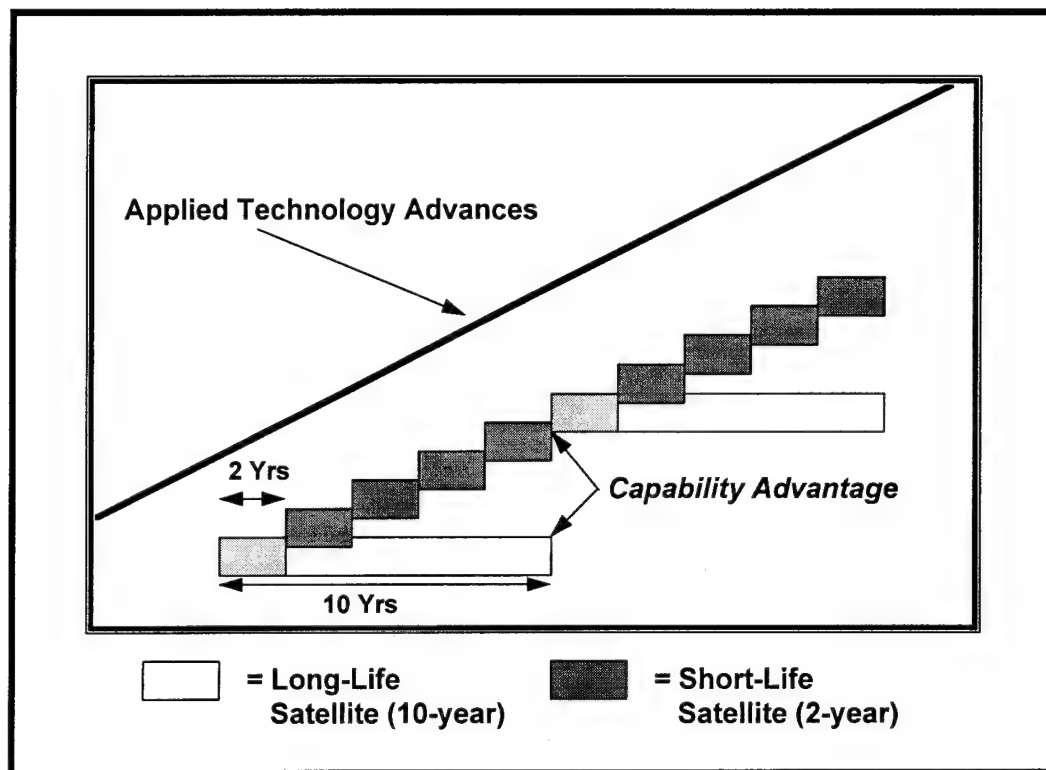 Applied Technology Advances
2 Yrs
Capability Advantage
10 Yrs
= Long-Life
Satellite (10-year)
= Short-Life
Satellite (2-year)